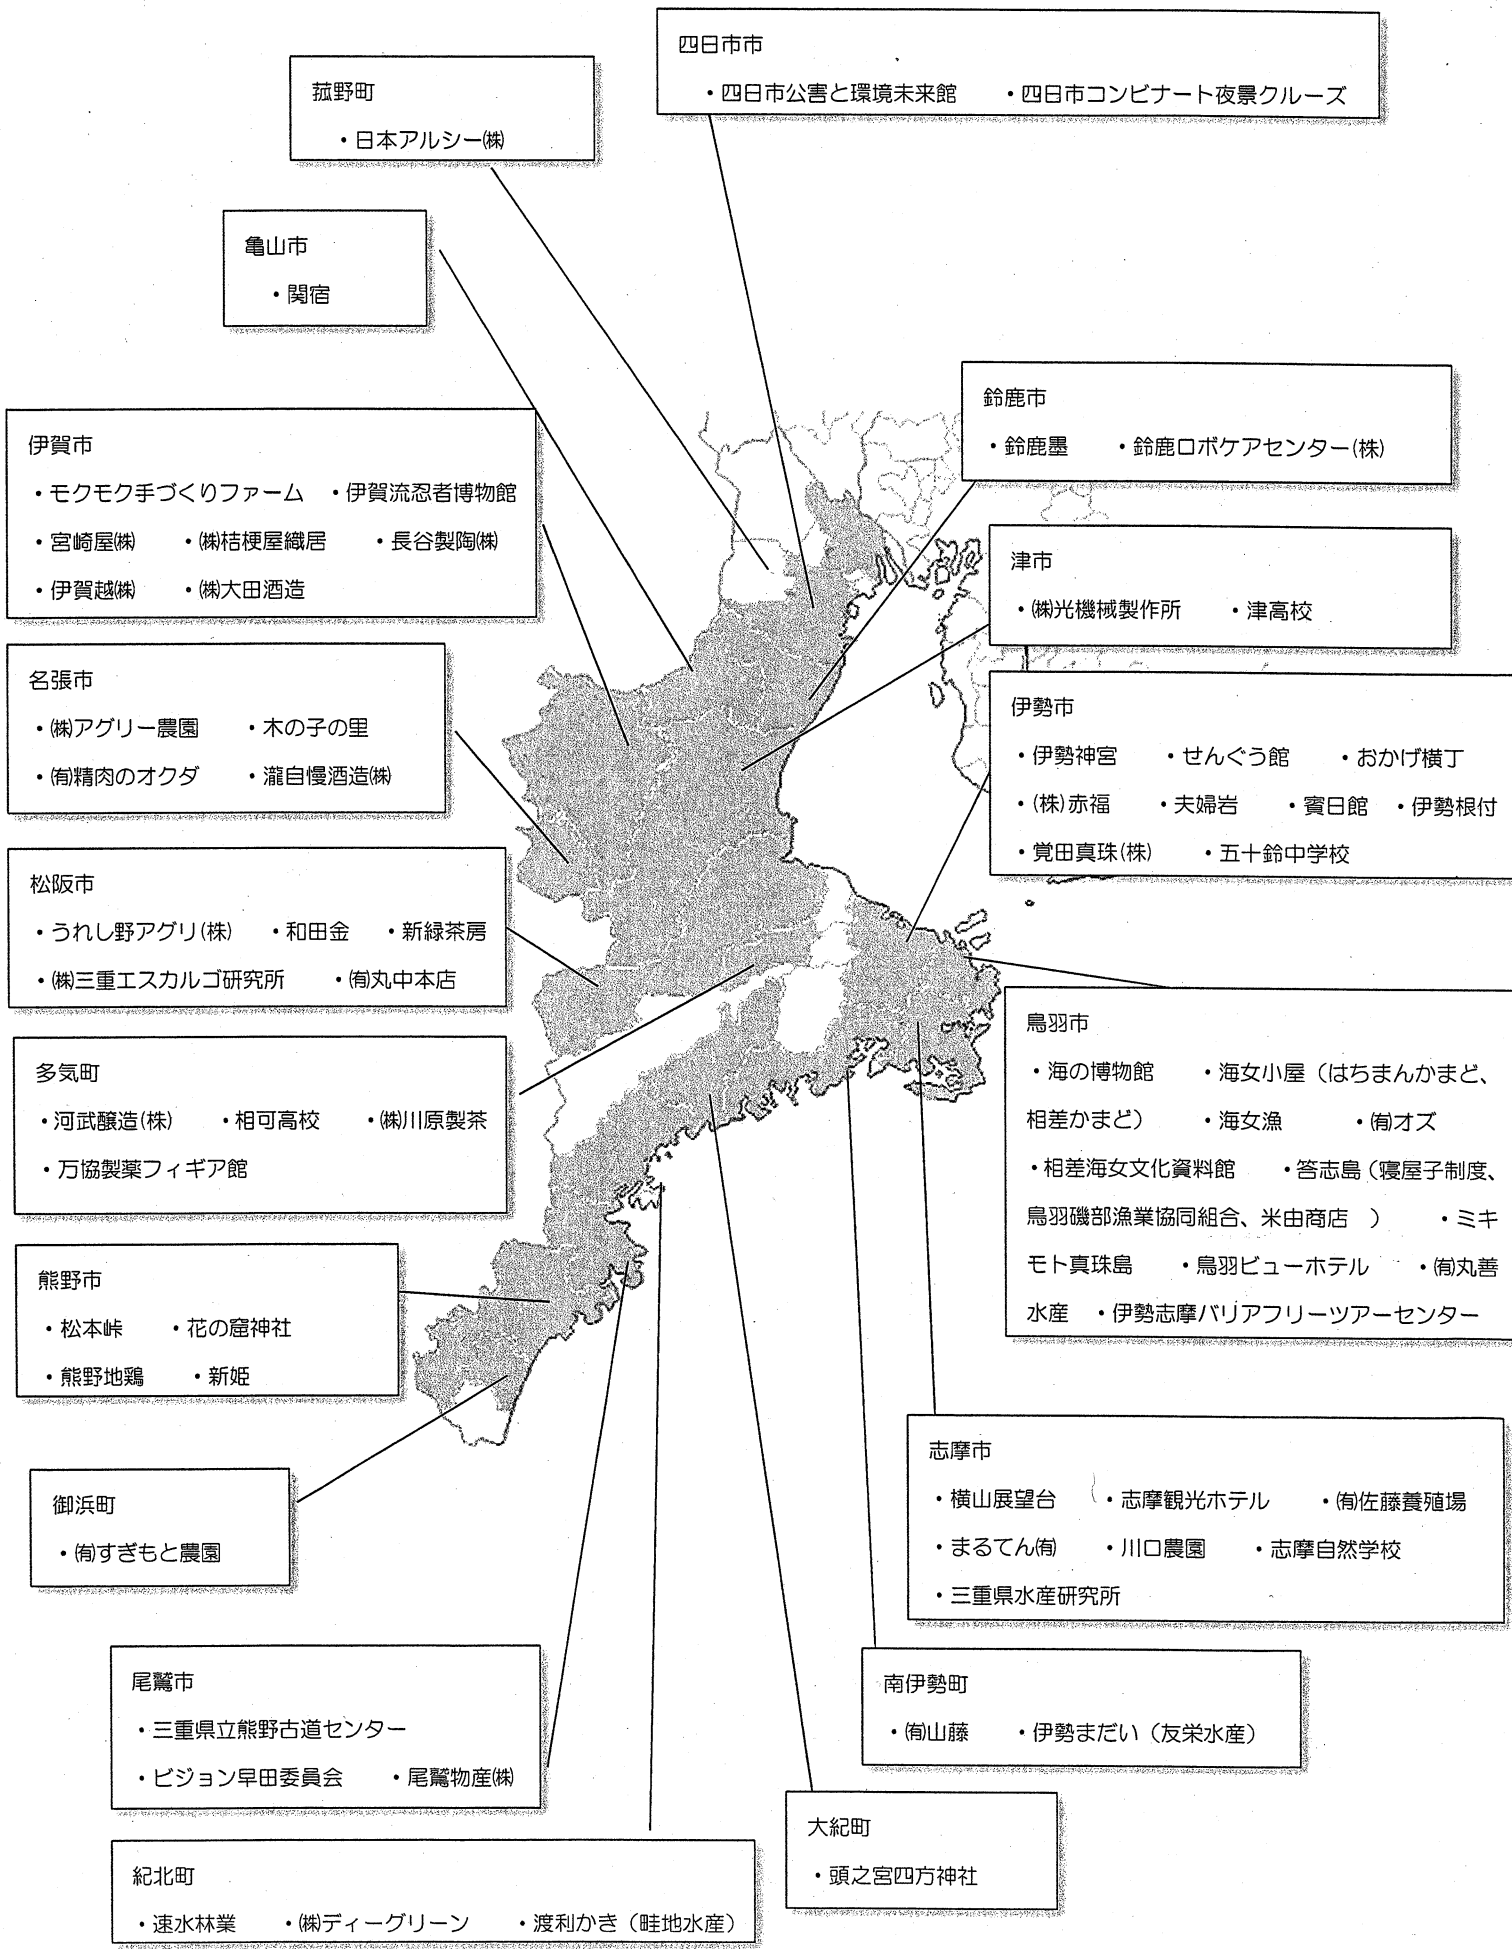 四日市市
・四日市公害と環境未来館　・四日市コンビナート夜景クルーズ
菰野町
・日本アルシー㈱
亀山市
・関宿
鈴鹿市
・鈴鹿墨　・鈴鹿ロボケアセンター(株)
伊賀市
・モクモク手づくりファーム　・伊賀流忍者博物館
・宮崎屋㈱　・㈱桔梗屋織居　・長谷製陶㈱
・伊賀越㈱　・㈱大田酒造
津市
・㈱光機械製作所　・津高校
名張市
・㈱アグリー農園　・木の子の里
・㈲精肉のオクダ　・瀧自慢酒造㈱
伊勢市
・伊勢神宮　・せんぐう館　・おかげ横丁
・(株)赤福　・夫婦岩　・賓日館　・伊勢根付
・覚田真珠(株)　・五十鈴中学校
松阪市
・うれし野アグリ(株)　・和田金　・新緑茶房
・㈱三重エスカルゴ研究所　・㈲丸中本店
鳥羽市
・海の博物館　・海女小屋（はちまんかまど、
相差かまど）　・海女漁　・㈲オズ
・相差海女文化資料館　・答志島（寝屋子制度、
鳥羽磯部漁業協同組合、米由商店　）　・ミキ
モト真珠島　・鳥羽ビューホテル　・㈲丸善
水産　・伊勢志摩バリアフリーツアーセンター
多気町
・河武醸造(株)　・相可高校　・㈱川原製茶
・万協製薬フィギア館
熊野市
・松本峠　・花の窟神社
・熊野地鶏　・新姫
志摩市
・横山展望台　・志摩観光ホテル　・㈲佐藤養殖場
・まるてん㈲　・川口農園　・志摩自然学校
・三重県水産研究所
御浜町
・㈲すぎもと農園
尾鷲市
・三重県立熊野古道センター
・ビジョン早田委員会　・尾鷲物産㈱
南伊勢町
・㈲山藤　・伊勢まだい（友栄水産）
大紀町
・頭之宮四方神社
紀北町
・速水林業　・㈱ディーグリーン　・渡利かき（畦地水産）